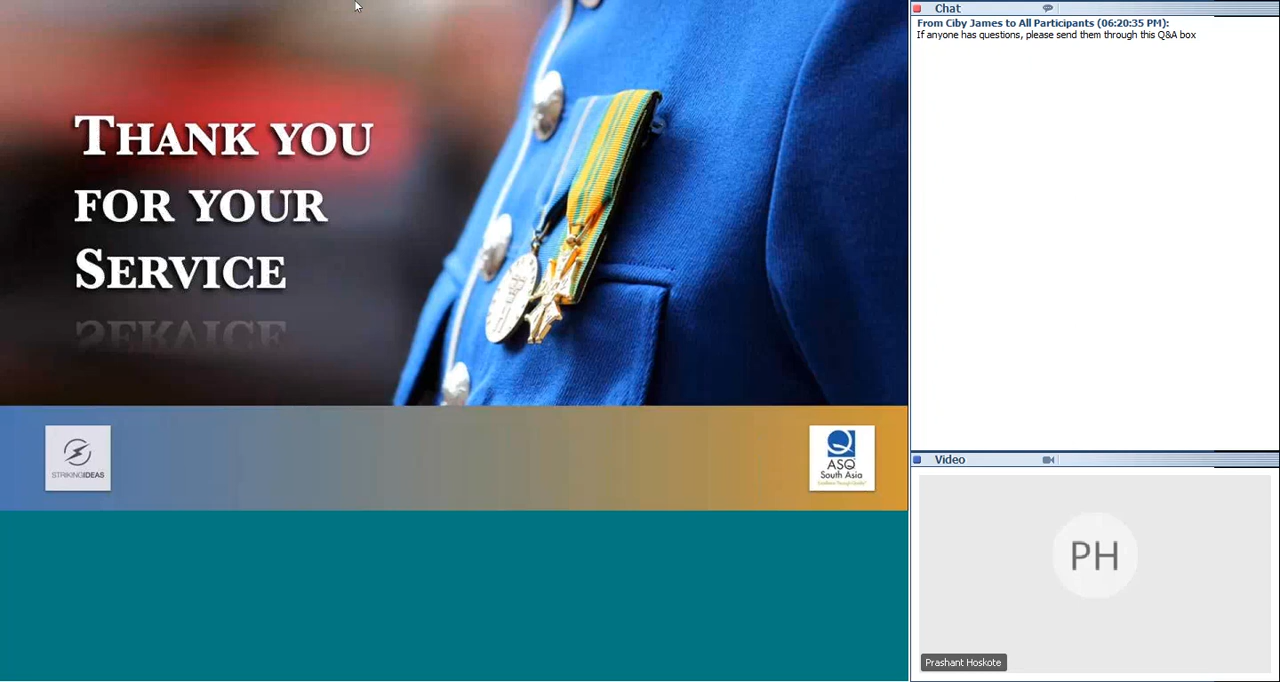 THANK YOU
FOR YOUR
SERVICE
STRIKINGIDEAS
ASQ
South Asia
Chat
From Ciby James to All Participants (06:20:35 PM):
If anyone has questions, please send them through this Q&A box
Video
PH
Prashant Hoskote